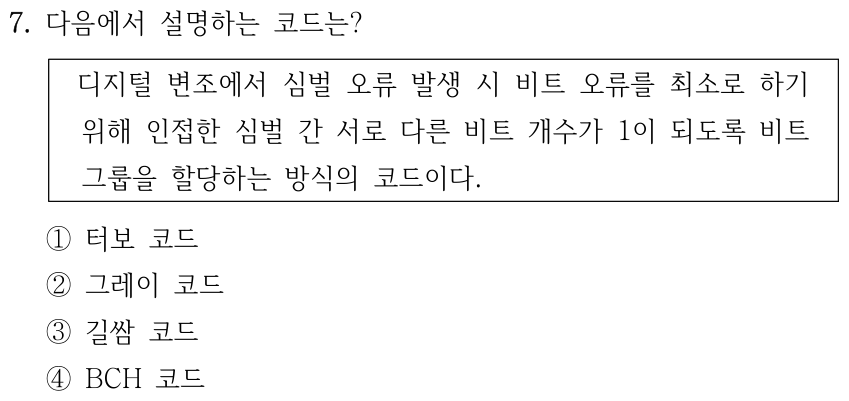 7. 다음에서 설명하는 코드는?
디지털 변조에서 심벌 오류 발생 시 비트 오류를 최소로 하기
위해 인접한 심벌 간 서로 다른 비트 개수가 1이 되도록 비트
그룹을 할당하는 방식의 코드이다.
① 터보 코드
② 그레이 코드
③ 길쌈 코드
④ BCH 코드